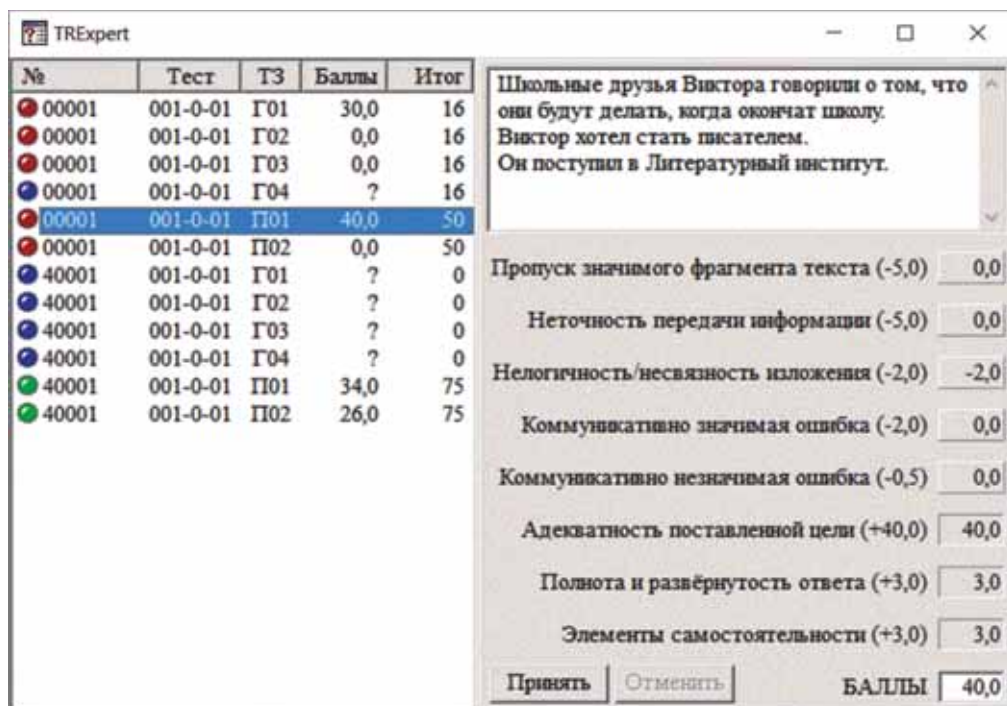 TRExpert
№ Тест ТЗ Баллы Итог
00001 001-0-01 Г01 30,0 16
00001 001-0-01 Г02 0,0 16
00001 001-0-01 Г03 0,0 16
00001 001-0-01 Г04 ? 16
00001 001-0-01 П01 40,0 50
00001 001-0-01 П02 0,0 50
40001 001-0-01 Г01 ? 0
40001 001-0-01 Г02 ? 0
40001 001-0-01 Г03 ? 0
40001 001-0-01 Г04 ? 0
40001 001-0-01 П01 34,0 75
40001 001-0-01 П02 26,0 75
Школьные друзья Виктора говорили о том, что
они будут делать, когда окончат школу.
Виктор хотел стать писателем.
Он поступил в Литературный институт.
Пропуск значимого фрагмента текста (-5,0) 0,0
Неточность передачи информации (-5,0) 0,0
Нелогичность/несвязность изложения (-2,0) -2,0
Коммуникативно значимая ошибка (-2,0) 0,0
Коммуникативно незначимая ошибка (-0,5) 0,0
Адекватность поставленной цели (+40,0) 40,0
Полнота и развёрнутость ответа (+3,0) 3,0
Элементы самостоятельности (+3,0) 3,0
Принять Отменить БАЛЛЫ 40,0